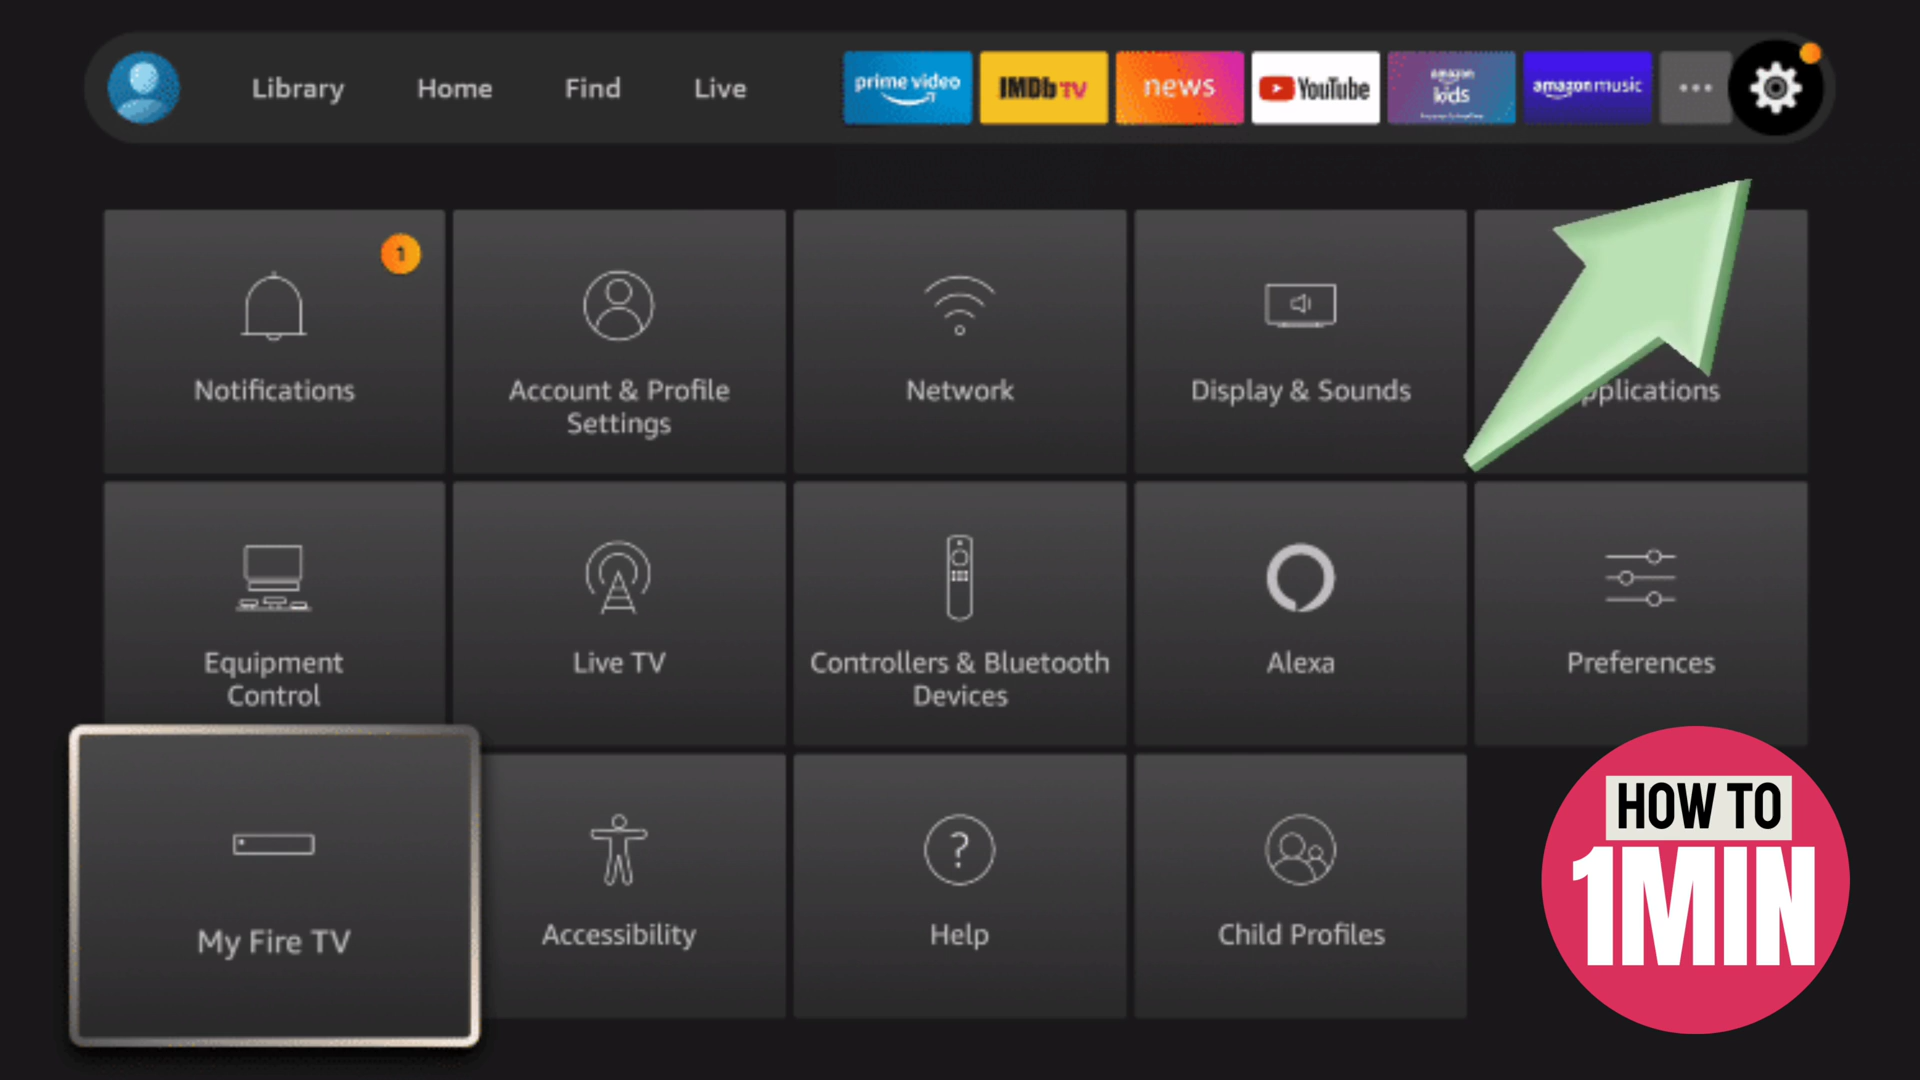 Library
Home
Find
Live
prime video
IMDb TV
news
YouTube
amazon
kids
amazon music
1
Notifications
Account & Profile
Settings
Network
Display & Sounds
pplications
Equipment
Control
Live TV
Controllers & Bluetooth
Devices
Alexa
Preferences
My Fire TV
Accessibility
?
Help
Child Profiles
HOW TO
1MIN